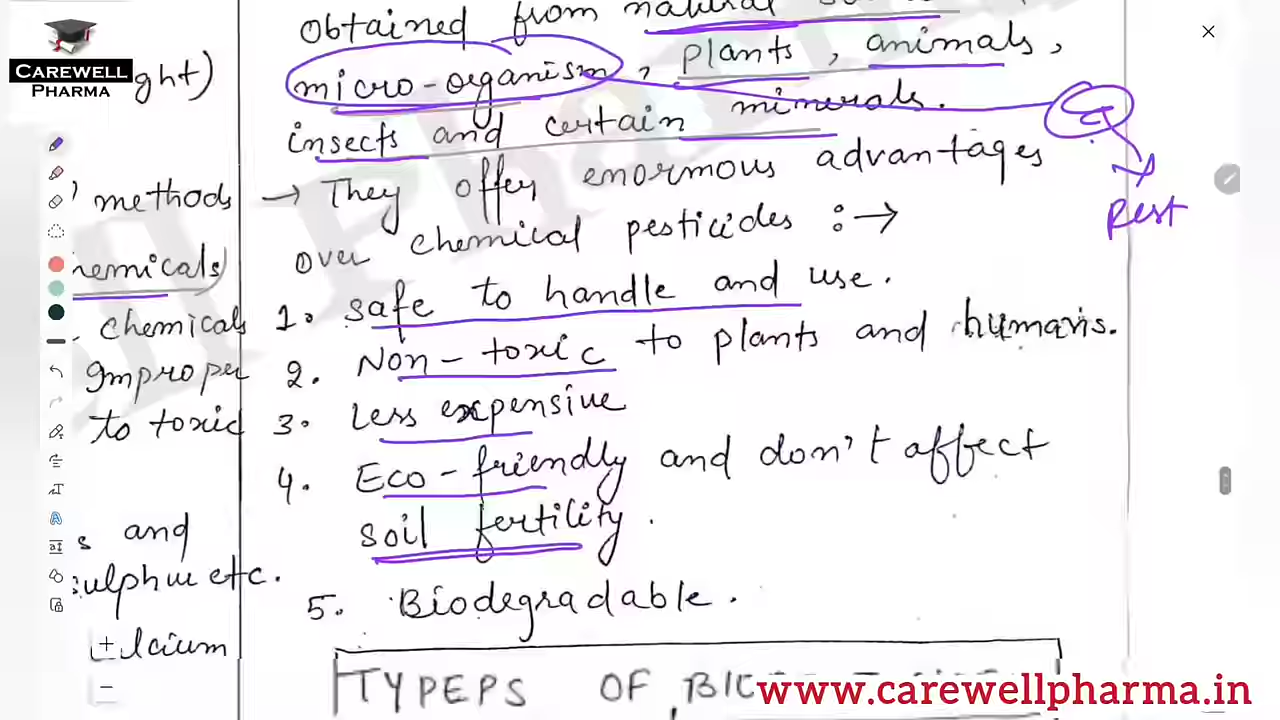 CAREWELL
PHARMA
ght)
methods
hemicals)
chemicals
Improper
to toxic
s and
sulphur etc.
lcium
obtained from natural
micro-organism, plants, animals,
insects and certain minerals.
Pest
→ They offer enormous advantages
over chemical pesticides :→
1. safe to handle and use.
2. Non-toxic to plants and humans.
3. Less expensive
4. Eco-friendly and don't affect
soil fertility.
5. Biodegradable.
TYPEPS OF
www.carewellpharma.in